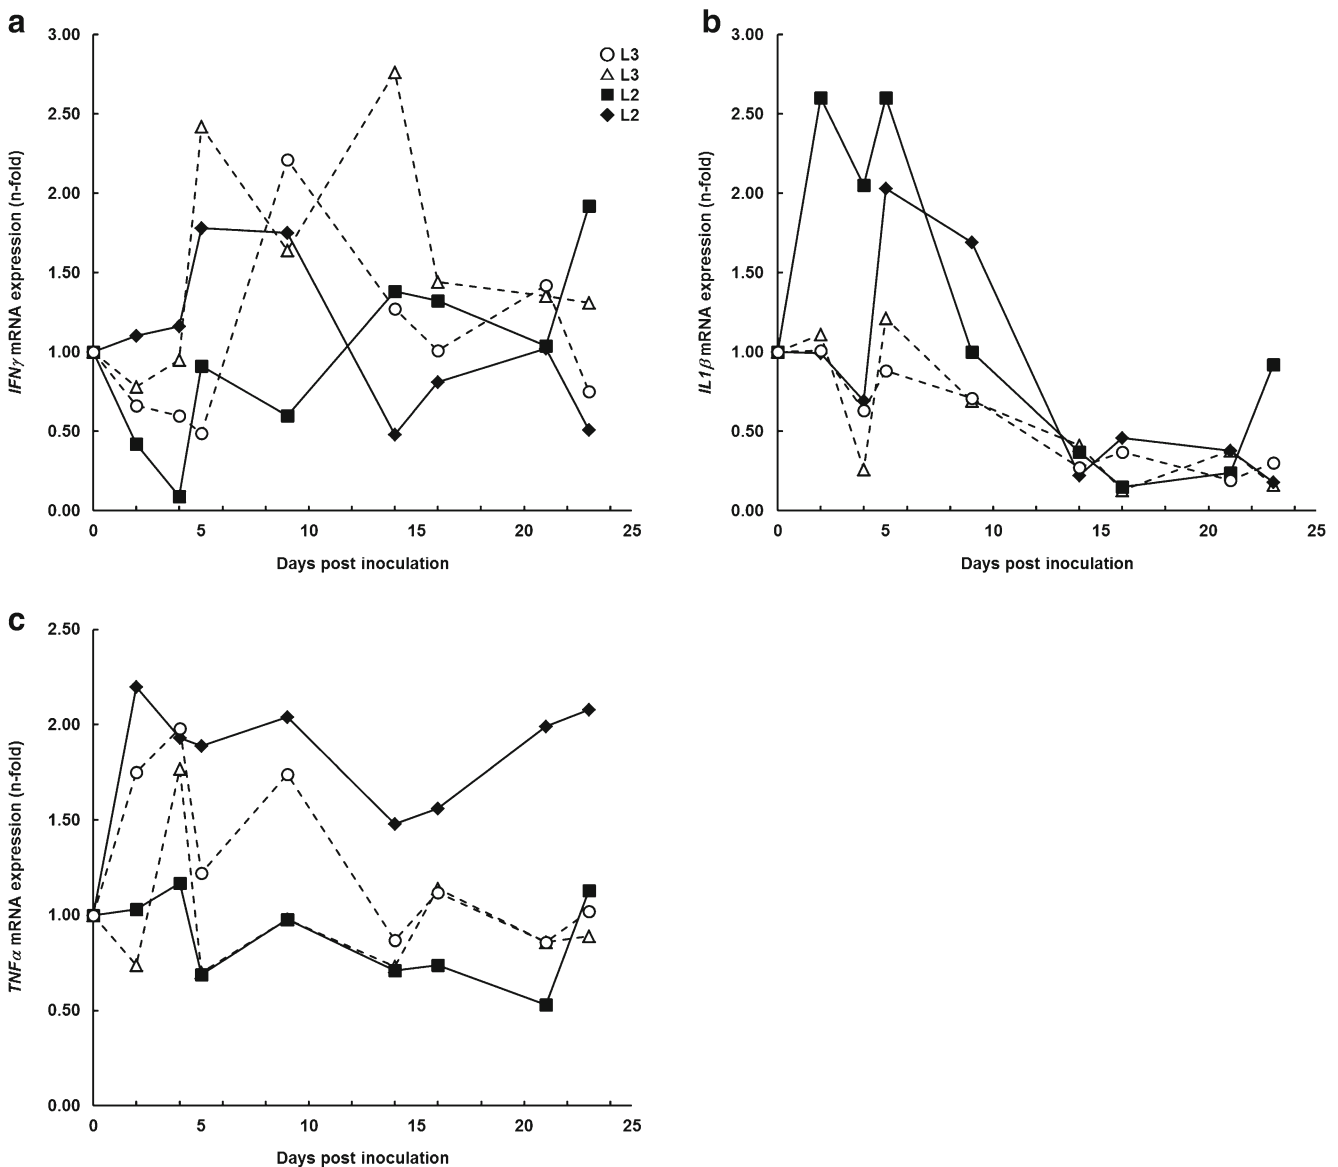 a
3.00
2.50
2.00
1.50
1.00
0.50
0.00
IFNγ mRNA expression (n-fold)
0 5 10 15 20 25
Days post inoculation
L3
L3
L2
L2
b
3.00
2.50
2.00
1.50
1.00
0.50
0.00
IL1β mRNA expression (n-fold)
0 5 10 15 20 25
Days post inoculation
c
2.50
2.00
1.50
1.00
0.50
0.00
TNFα mRNA expression (n-fold)
0 5 10 15 20 25
Days post inoculation